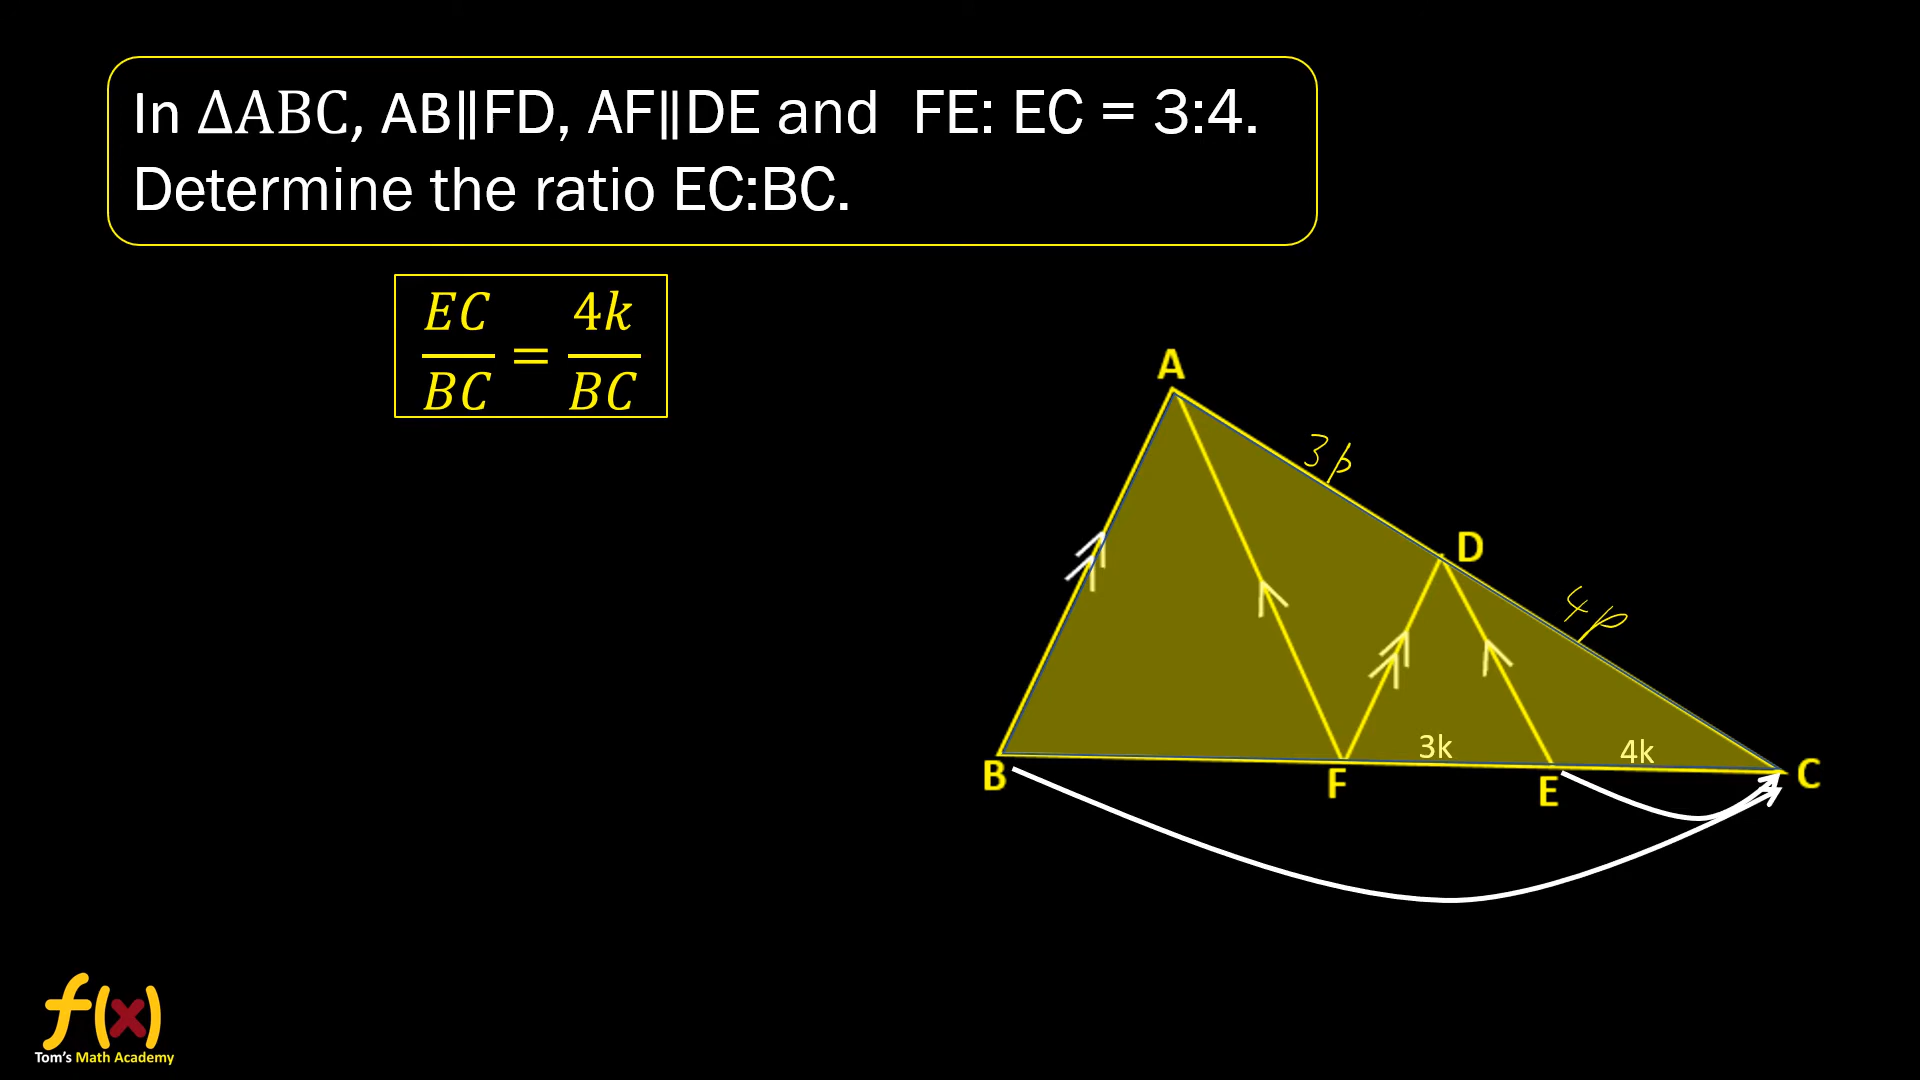 In ΔABC, AB∥FD, AF∥DE and FE: EC = 3:4.
Determine the ratio EC:BC.
EC/BC = 4k/BC
A
3p
D
4p
3k
4k
B
F
E
C
f(x)
Tom's Math Academy